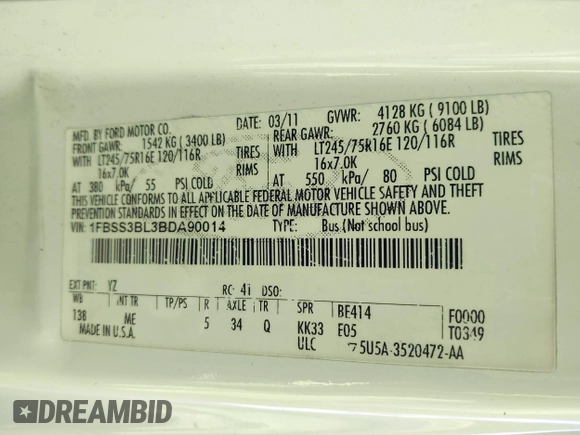 MFD. BY FORD MOTOR CO. DATE: 03/11 GVWR: 4128 KG ( 9100 LB)
FRONT GAWR: 1542 KG ( 3400 LB) REAR GAWR: 2760 KG ( 6084 LB)
WITH LT245/75R16E 120/116R TIRES WITH LT245/75R16E 120/116R TIRES
16x7.0K RIMS 16x7.0K RIMS
AT 380 kPa/ 55 PSI COLD AT 550 kPa/ 80 PSI COLD
THIS VEHICLE CONFORMS TO ALL APPLICABLE FEDERAL MOTOR VEHICLE SAFETY AND THEFT
PREVENTION STANDARDS IN EFFECT ON THE DATE OF MANUFACTURE SHOWN ABOVE.
VIN: 1FBSS3BL3BDA90014 TYPE: Bus (Not school bus)
EXT PNT: YZ RC: 41 DSO:
WB INT TR TP/PS R AXLE TR SPR BE414 F0000
138 ME 5 34 Q KK33 E05 T0349
MADE IN U.S.A. ULC 5U5A-3520472-AA
DREAMBID